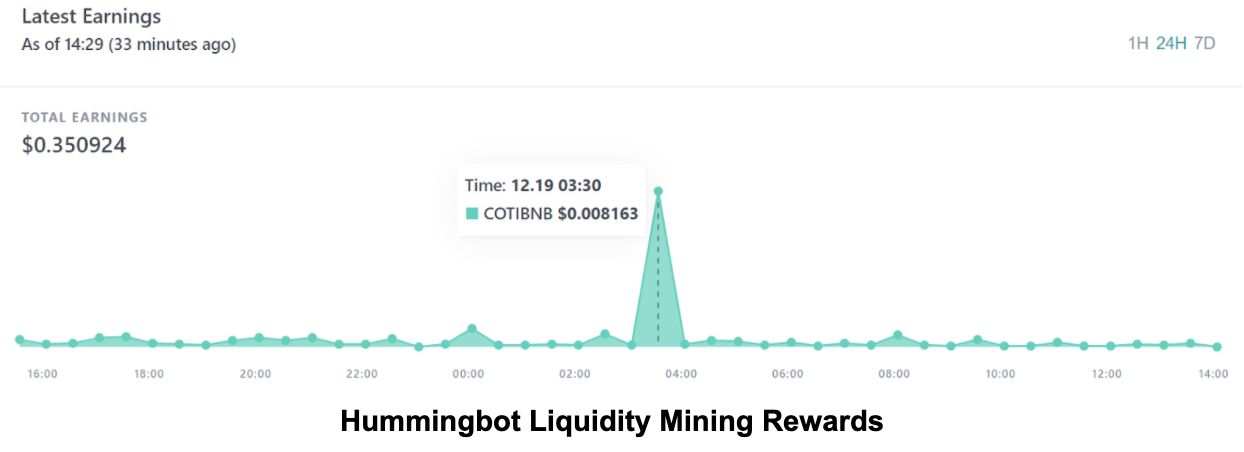 Latest Earnings
As of 14:29 (33 minutes ago)
1H 24H 7D
TOTAL EARNINGS
$0.350924
Time: 12.19 03:30
COTIBNB $0.008163
16:00 18:00 20:00 22:00 00:00 02:00 04:00 06:00 08:00 10:00 12:00 14:00
Hummingbot Liquidity Mining Rewards